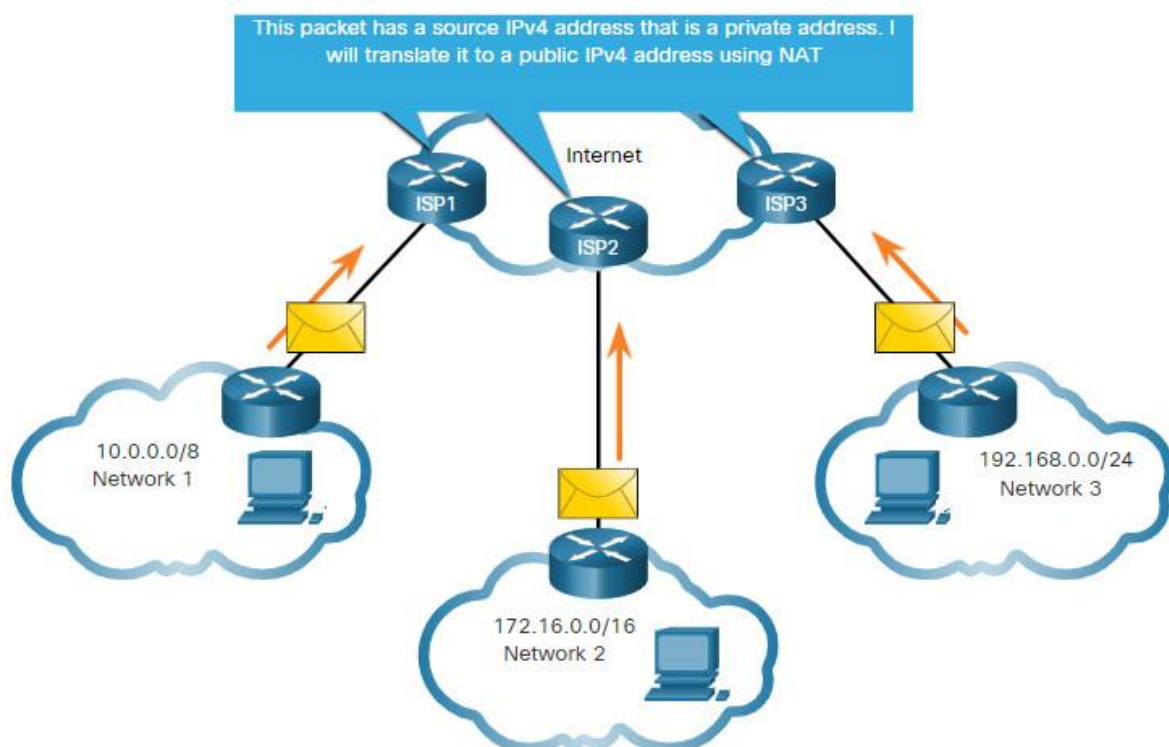 This packet has a source IPv4 address that is a private address. I
will translate it to a public IPv4 address using NAT
Internet
ISP1
ISP3
ISP2
10.0.0.0/8
Network 1
192.168.0.0/24
Network 3
172.16.0.0/16
Network 2